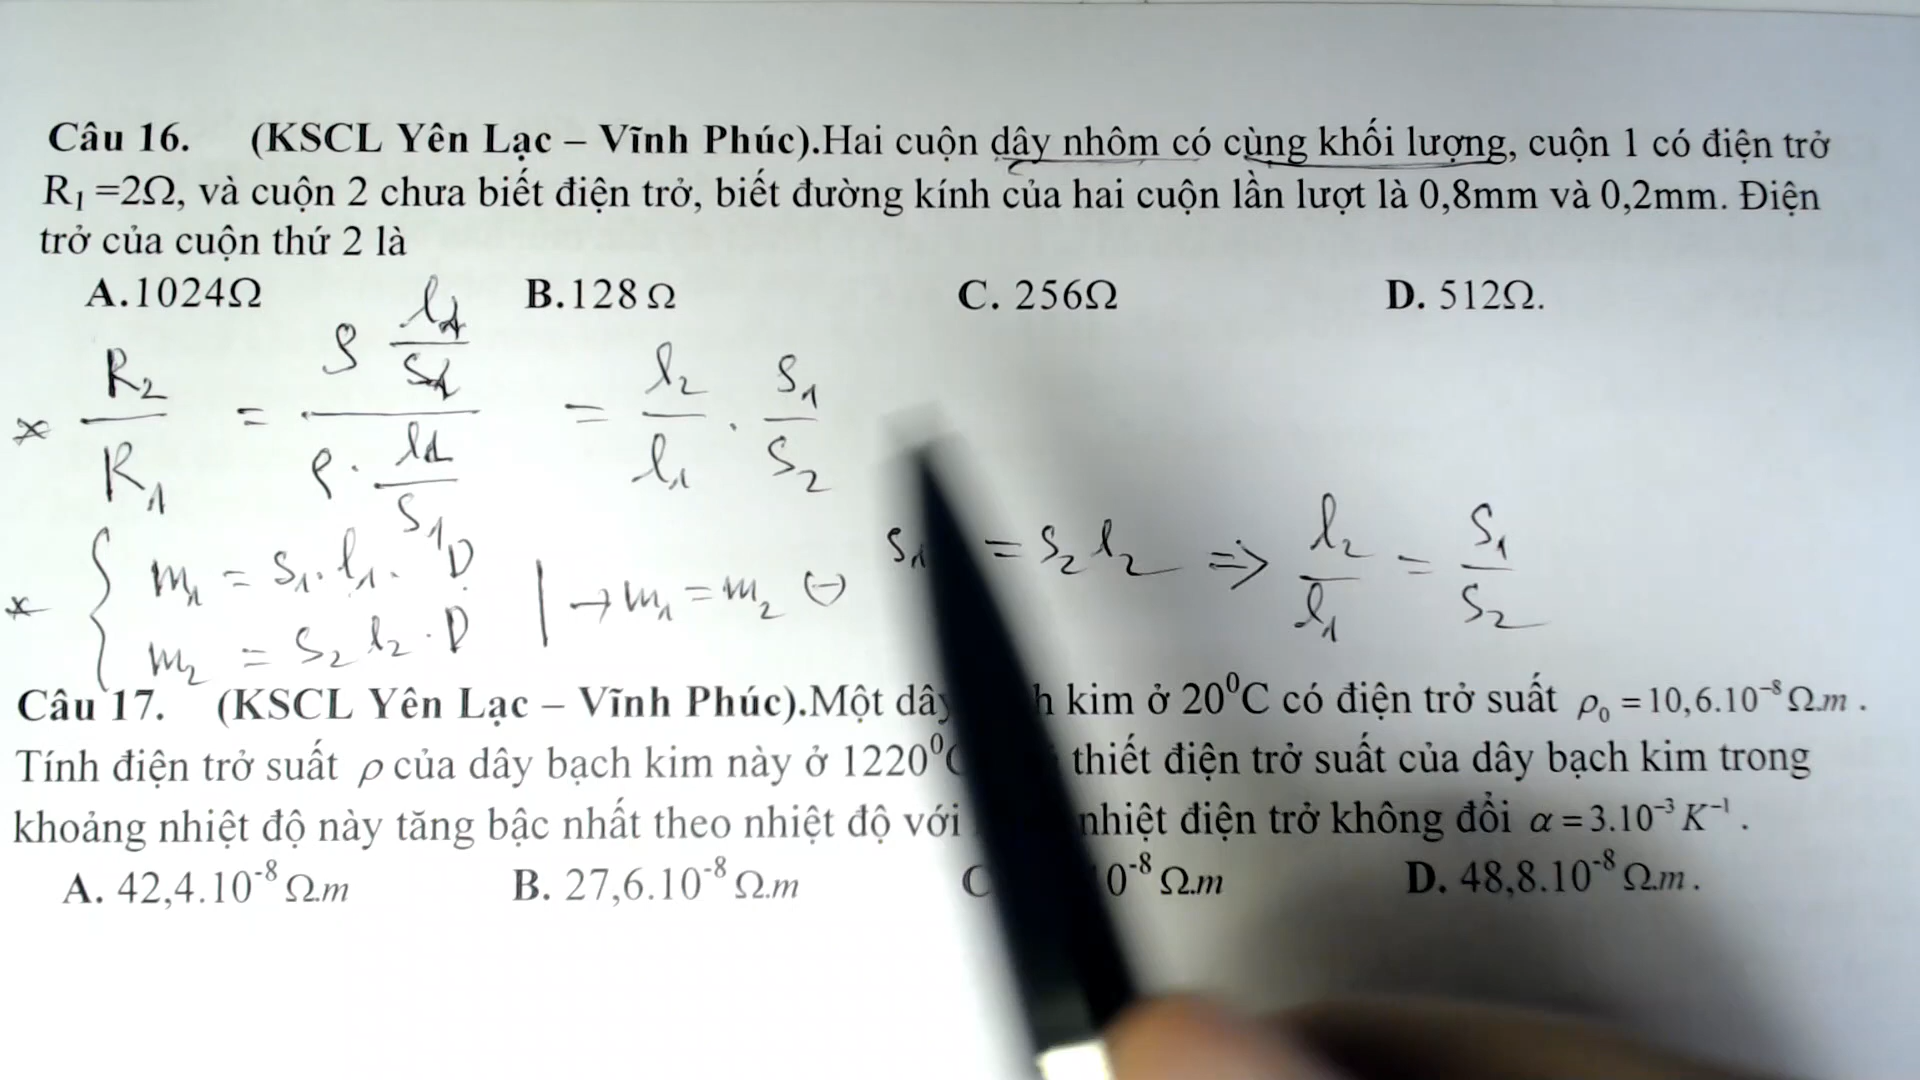 Câu 16. (KSCL Yên Lạc – Vĩnh Phúc).Hai cuộn dây nhôm có cùng khối lượng, cuộn 1 có điện trở
R₁ =2Ω, và cuộn 2 chưa biết điện trở, biết đường kính của hai cuộn lần lượt là 0,8mm và 0,2mm. Điện
trở của cuộn thứ 2 là
A.1024Ω B.128 Ω C. 256Ω D. 512Ω.
× R₂/R₁ = = l₂/l₁ . S₁/S₂
× { m₁ = S₁. l₁. D
m₂ = S₂ l₂ . D | → m₁ = m₂ ⇔ S₁ = S₂ l₂ => l₂/l₁ = S₁/S₂
Câu 17. (KSCL Yên Lạc – Vĩnh Phúc).Một dây kim ở 20⁰C có điện trở suất ρ₀ = 10,6.10⁻⁸ Ω.m .
Tính điện trở suất ρ của dây bạch kim này ở 1220⁰C thiết điện trở suất của dây bạch kim trong
khoảng nhiệt độ này tăng bậc nhất theo nhiệt độ với nhiệt điện trở không đổi α = 3.10⁻³ K⁻¹ .
A. 42,4.10⁻⁸ Ω.m B. 27,6.10⁻⁸ Ω.m C 0⁻⁸ Ω.m D. 48,8.10⁻⁸ Ω.m .